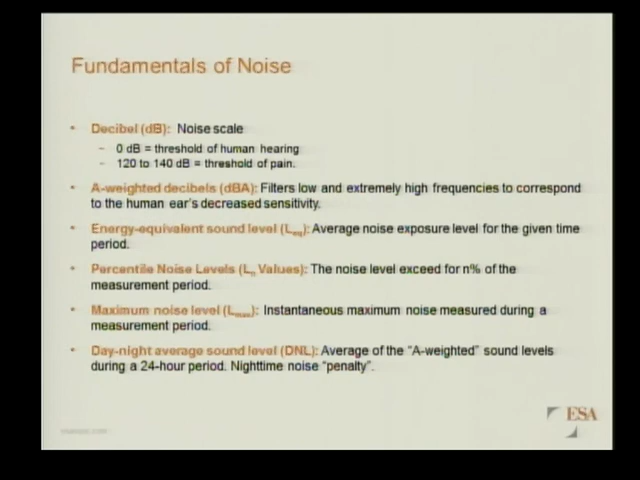 Fundamentals of Noise
• Decibel (dB): Noise scale
– 0 dB = threshold of human hearing
– 120 to 140 dB = threshold of pain.
• A-weighted decibels (dBA): Filters low and extremely high frequencies to correspond
to the human ear's decreased sensitivity.
• Energy-equivalent sound level (Leq): Average noise exposure level for the given time
period.
• Percentile Noise Levels (Ln Values): The noise level exceed for n% of the
measurement period.
• Maximum noise level (Lmax): Instantaneous maximum noise measured during a
measurement period.
• Day-night average sound level (DNL): Average of the "A-weighted" sound levels
during a 24-hour period. Nighttime noise "penalty".
ESA